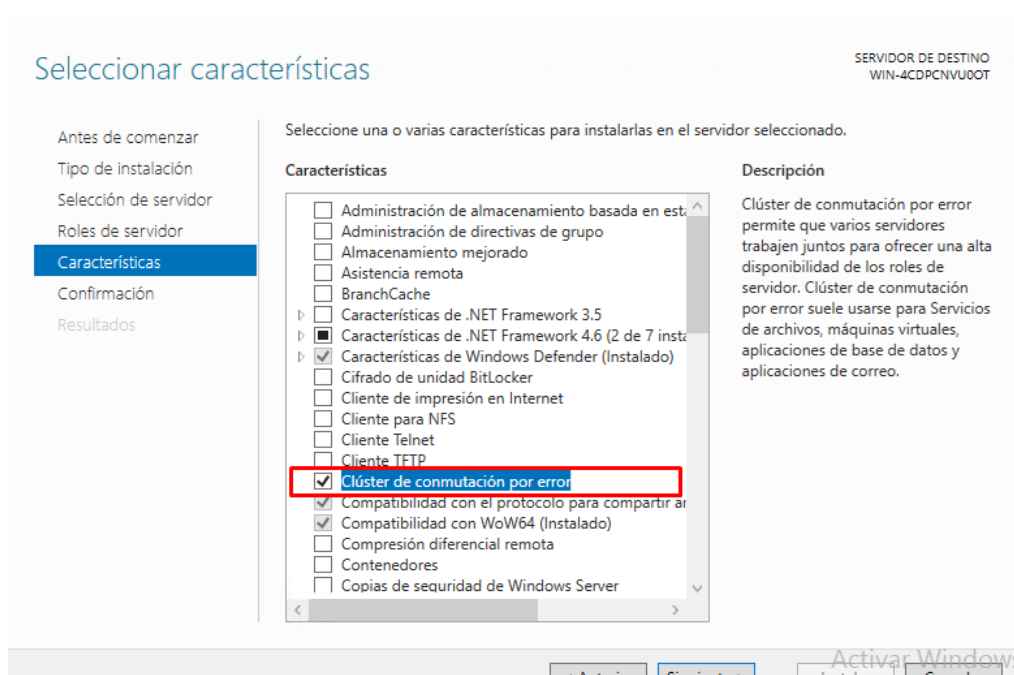 Seleccionar características
SERVIDOR DE DESTINO
WIN-4CDPCNVU0OT
Antes de comenzar
Tipo de instalación
Selección de servidor
Roles de servidor
Características
Confirmación
Resultados
Seleccione una o varias características para instalarlas en el servidor seleccionado.
Características
Administración de almacenamiento basada en está
Administración de directivas de grupo
Almacenamiento mejorado
Asistencia remota
BranchCache
Características de .NET Framework 3.5
Características de .NET Framework 4.6 (2 de 7 insta
Características de Windows Defender (Instalado)
Cifrado de unidad BitLocker
Cliente de impresión en Internet
Cliente para NFS
Cliente Telnet
Cliente TFTP
Clúster de conmutación por error
Compatibilidad con el protocolo para compartir ar
Compatibilidad con WoW64 (Instalado)
Compresión diferencial remota
Contenedores
Copias de seguridad de Windows Server
Descripción
Clúster de conmutación por error
permite que varios servidores
trabajen juntos para ofrecer una alta
disponibilidad de los roles de
servidor. Clúster de conmutación
por error suele usarse para Servicios
de archivos, máquinas virtuales,
aplicaciones de base de datos y
aplicaciones de correo.
Activar Windows